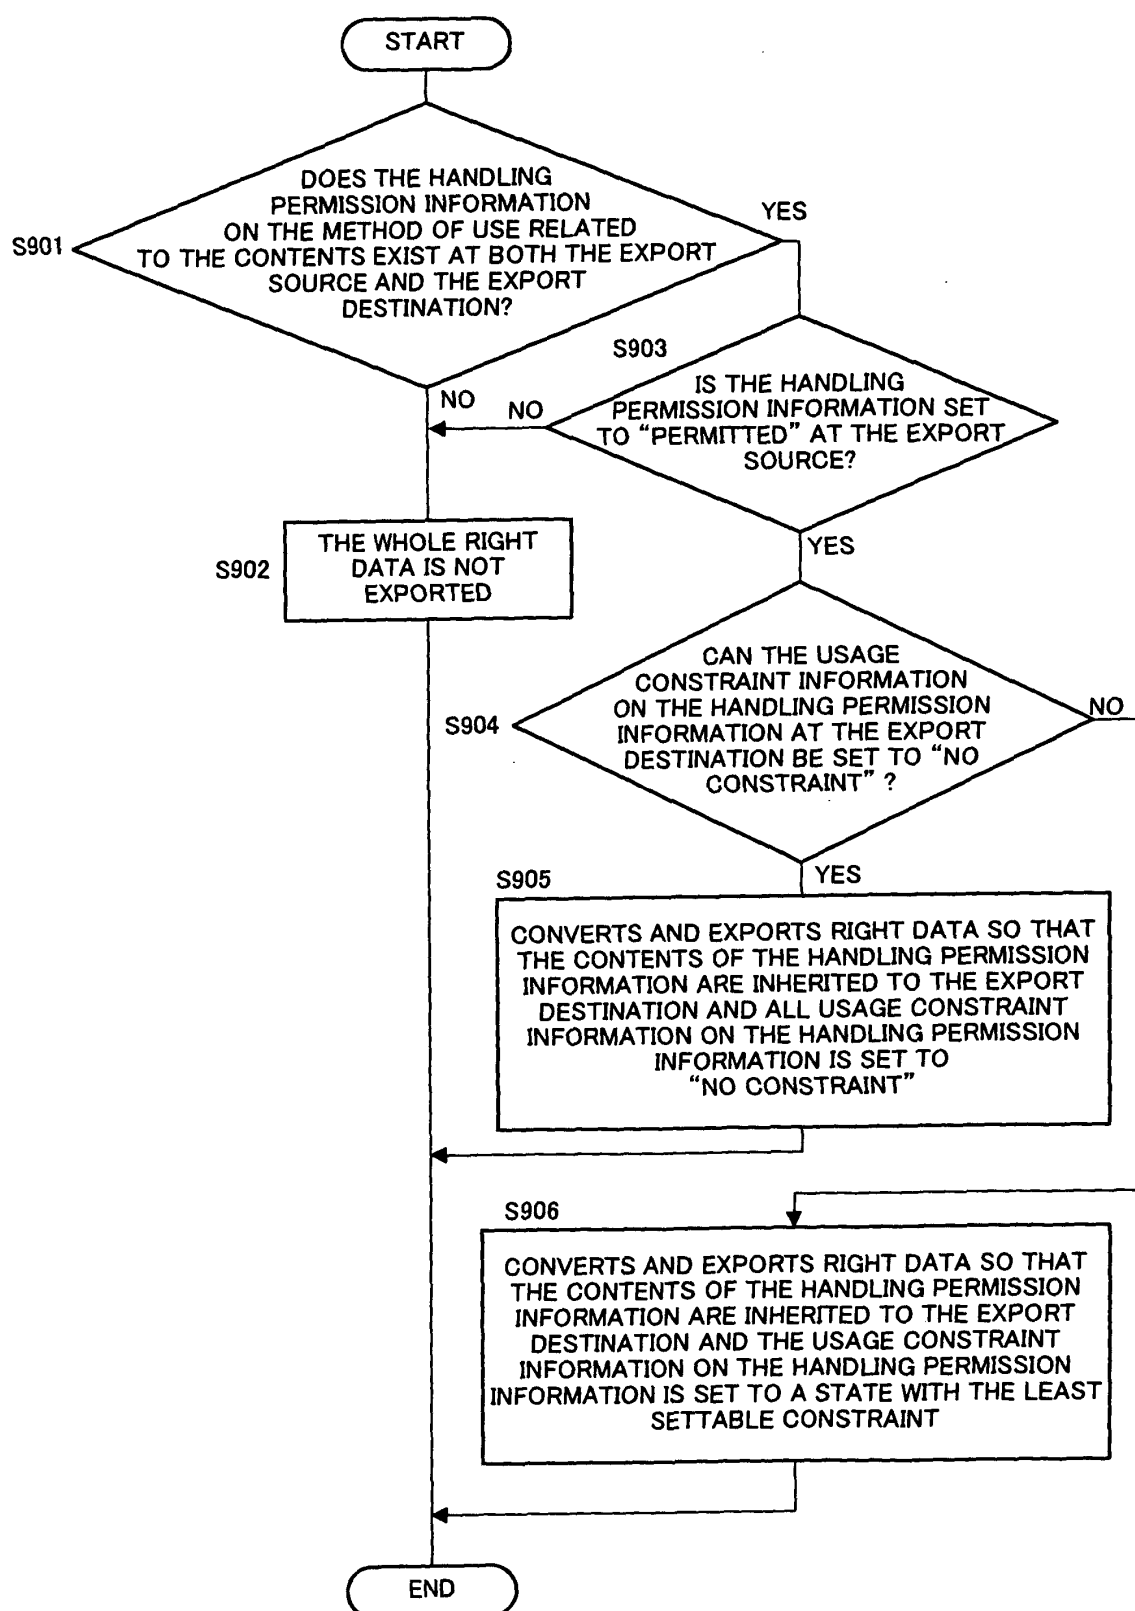 START
DOES THE HANDLING
PERMISSION INFORMATION
ON THE METHOD OF USE RELATED
TO THE CONTENTS EXIST AT BOTH THE EXPORT
SOURCE AND THE EXPORT
DESTINATION?
S901
YES
NO
S903
IS THE HANDLING
PERMISSION INFORMATION SET
TO “PERMITTED” AT THE EXPORT
SOURCE?
NO
YES
S902
THE WHOLE RIGHT
DATA IS NOT
EXPORTED
S904
CAN THE USAGE
CONSTRAINT INFORMATION
ON THE HANDLING PERMISSION
INFORMATION AT THE EXPORT
DESTINATION BE SET TO “NO
CONSTRAINT” ?
NO
YES
S905
CONVERTS AND EXPORTS RIGHT DATA SO THAT
THE CONTENTS OF THE HANDLING PERMISSION
INFORMATION ARE INHERITED TO THE EXPORT
DESTINATION AND ALL USAGE CONSTRAINT
INFORMATION ON THE HANDLING PERMISSION
INFORMATION IS SET TO
“NO CONSTRAINT”
S906
CONVERTS AND EXPORTS RIGHT DATA SO THAT
THE CONTENTS OF THE HANDLING PERMISSION
INFORMATION ARE INHERITED TO THE EXPORT
DESTINATION AND THE USAGE CONSTRAINT
INFORMATION ON THE HANDLING PERMISSION
INFORMATION IS SET TO A STATE WITH THE LEAST
SETTABLE CONSTRAINT
END